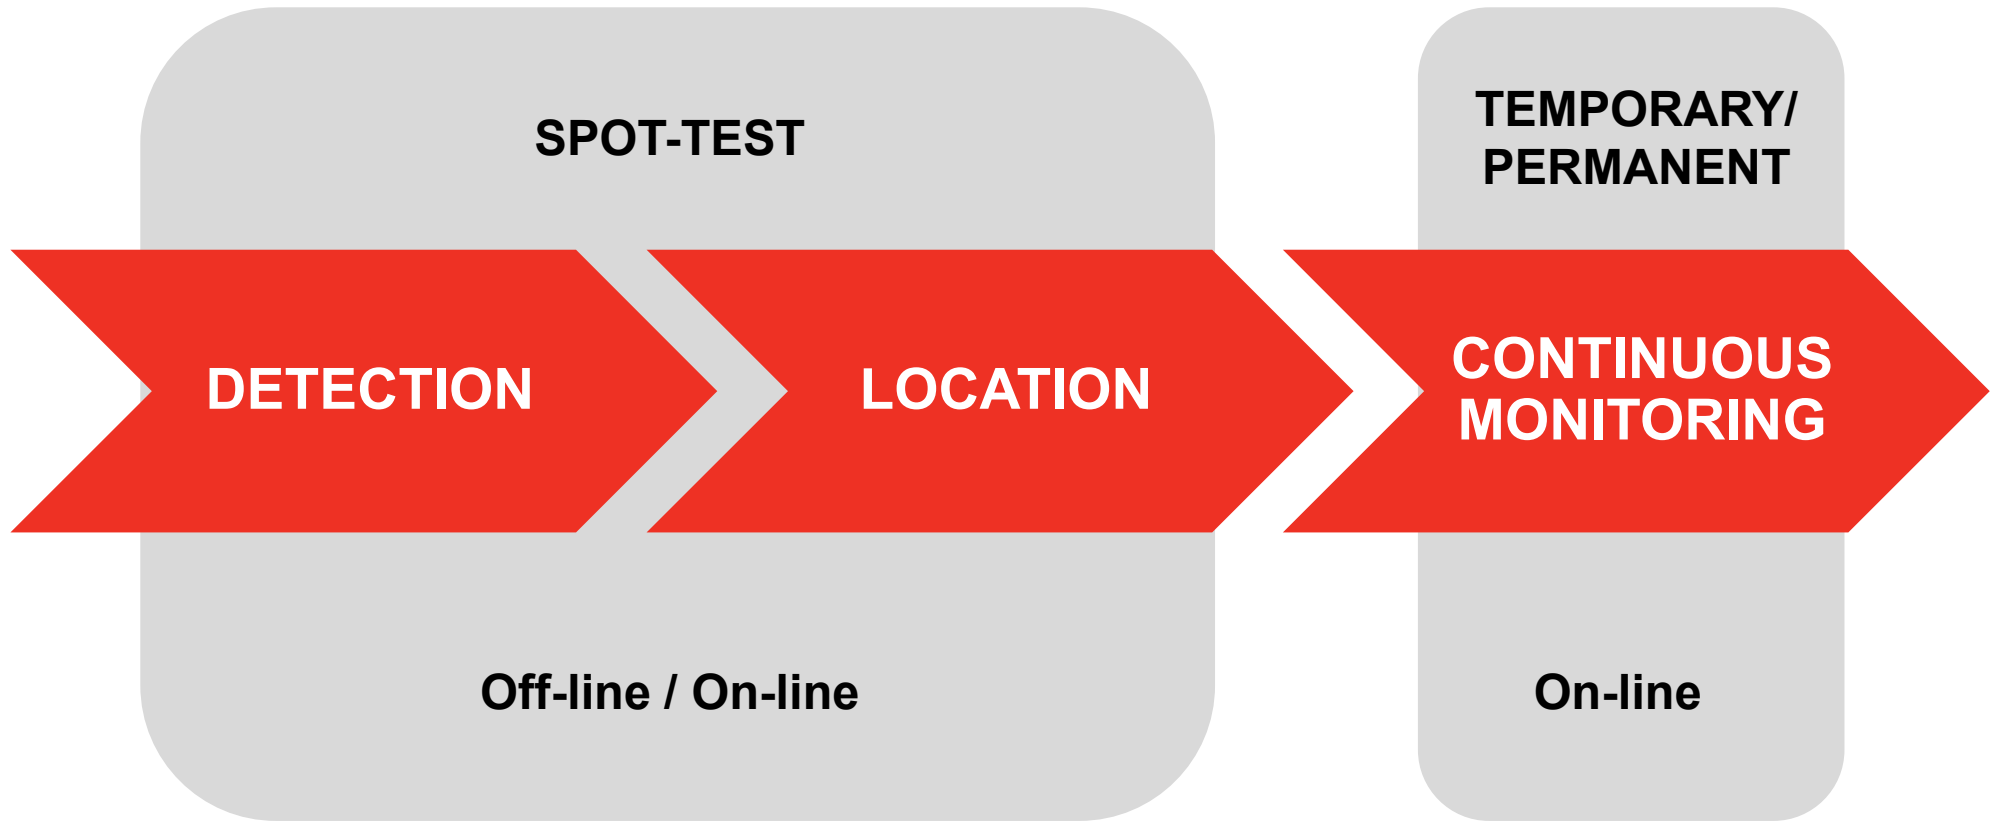 SPOT-TEST
TEMPORARY/
PERMANENT
DETECTION
LOCATION
CONTINUOUS
MONITORING
Off-line / On-line
On-line